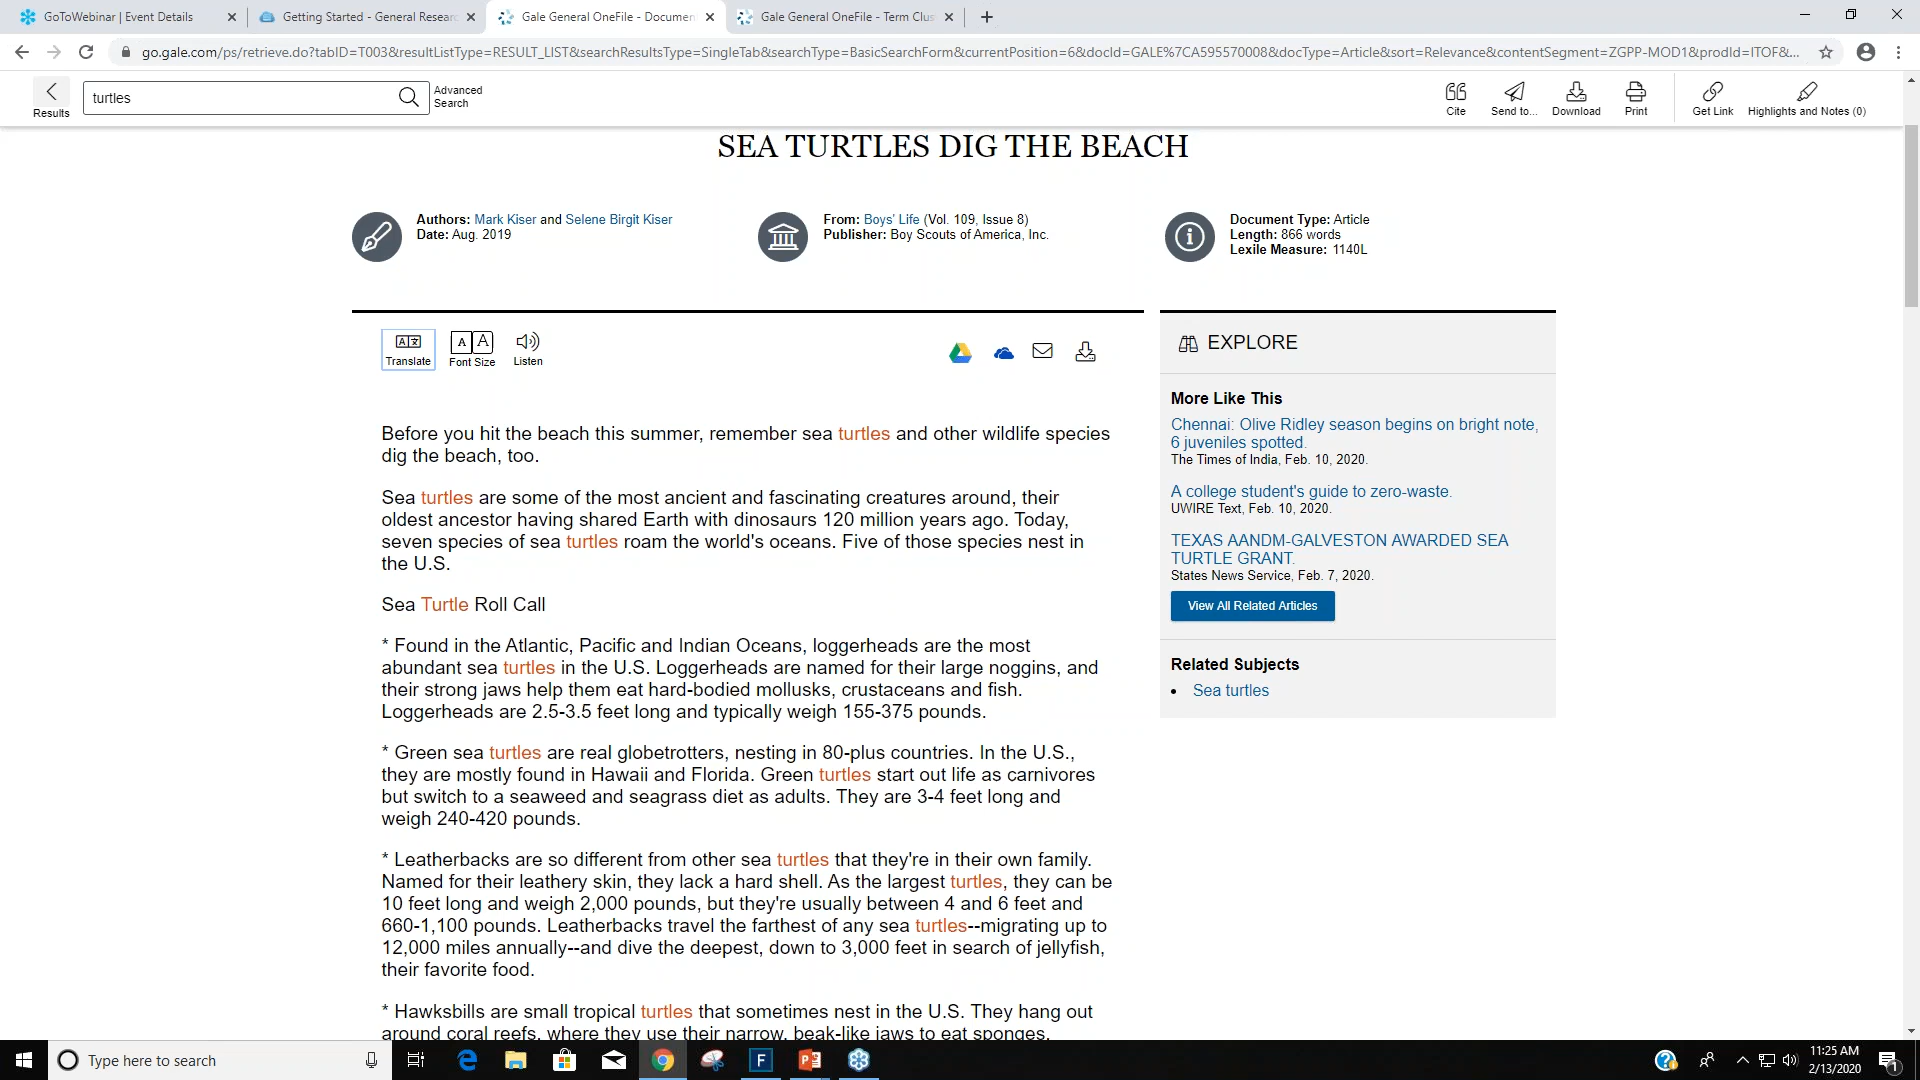 GoToWebinar | Event Details
Getting Started - General Researc
Gale General OneFile - Documen
Gale General OneFile - Term Clus
go.gale.com/ps/retrieve.do?tabID=T003&resultListType=RESULT_LIST&searchResultsType=SingleTab&searchType=BasicSearchForm&currentPosition=6&docId=GALE%7CA595570008&docType=Article&sort=Relevance&contentSegment=ZGPP-MOD1&prodId=ITOF&...
Results
turtles
Advanced
Search
Cite
Send to...
Download
Print
Get Link
Highlights and Notes (0)
SEA TURTLES DIG THE BEACH
Authors: Mark Kiser and Selene Birgit Kiser
Date: Aug. 2019
From: Boys' Life (Vol. 109, Issue 8)
Publisher: Boy Scouts of America, Inc.
Document Type: Article
Length: 866 words
Lexile Measure: 1140L
Translate
Font Size
Listen
Before you hit the beach this summer, remember sea turtles and other wildlife species
dig the beach, too.
Sea turtles are some of the most ancient and fascinating creatures around, their
oldest ancestor having shared Earth with dinosaurs 120 million years ago. Today,
seven species of sea turtles roam the world's oceans. Five of those species nest in
the U.S.
Sea Turtle Roll Call
* Found in the Atlantic, Pacific and Indian Oceans, loggerheads are the most
abundant sea turtles in the U.S. Loggerheads are named for their large noggins, and
their strong jaws help them eat hard-bodied mollusks, crustaceans and fish.
Loggerheads are 2.5-3.5 feet long and typically weigh 155-375 pounds.
* Green sea turtles are real globetrotters, nesting in 80-plus countries. In the U.S.,
they are mostly found in Hawaii and Florida. Green turtles start out life as carnivores
but switch to a seaweed and seagrass diet as adults. They are 3-4 feet long and
weigh 240-420 pounds.
* Leatherbacks are so different from other sea turtles that they're in their own family.
Named for their leathery skin, they lack a hard shell. As the largest turtles, they can be
10 feet long and weigh 2,000 pounds, but they're usually between 4 and 6 feet and
660-1,100 pounds. Leatherbacks travel the farthest of any sea turtles--migrating up to
12,000 miles annually--and dive the deepest, down to 3,000 feet in search of jellyfish,
their favorite food.
* Hawksbills are small tropical turtles that sometimes nest in the U.S. They hang out
around coral reefs, where they use their narrow, beak-like jaws to eat sponges.
EXPLORE
More Like This
Chennai: Olive Ridley season begins on bright note,
6 juveniles spotted.
The Times of India, Feb. 10, 2020.
A college student's guide to zero-waste.
UWIRE Text, Feb. 10, 2020.
TEXAS AANDM-GALVESTON AWARDED SEA
TURTLE GRANT.
States News Service, Feb. 7, 2020.
View All Related Articles
Related Subjects
Sea turtles
Type here to search
11:25 AM
2/13/2020